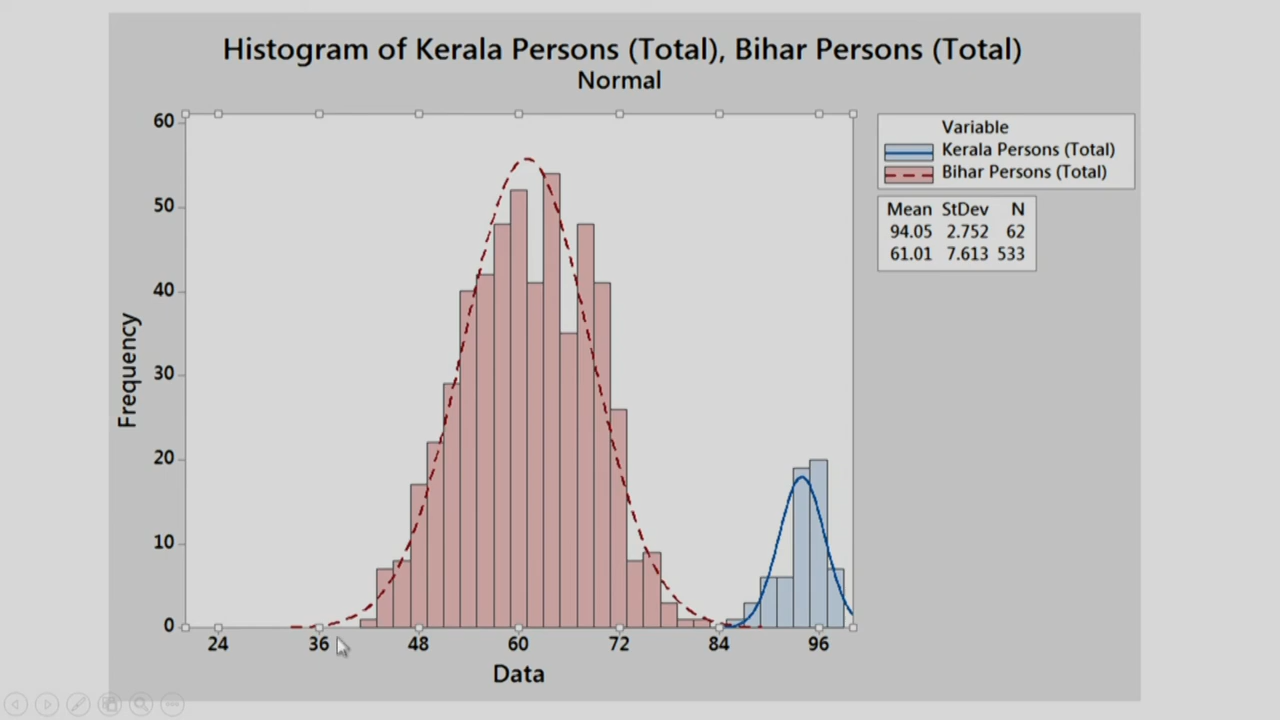 Histogram of Kerala Persons (Total), Bihar Persons (Total)
Normal
60
50
40
30
20
10
0
Frequency
24 36 48 60 72 84 96
Data
Variable
Kerala Persons (Total)
Bihar Persons (Total)
Mean StDev N
94.05 2.752 62
61.01 7.613 533